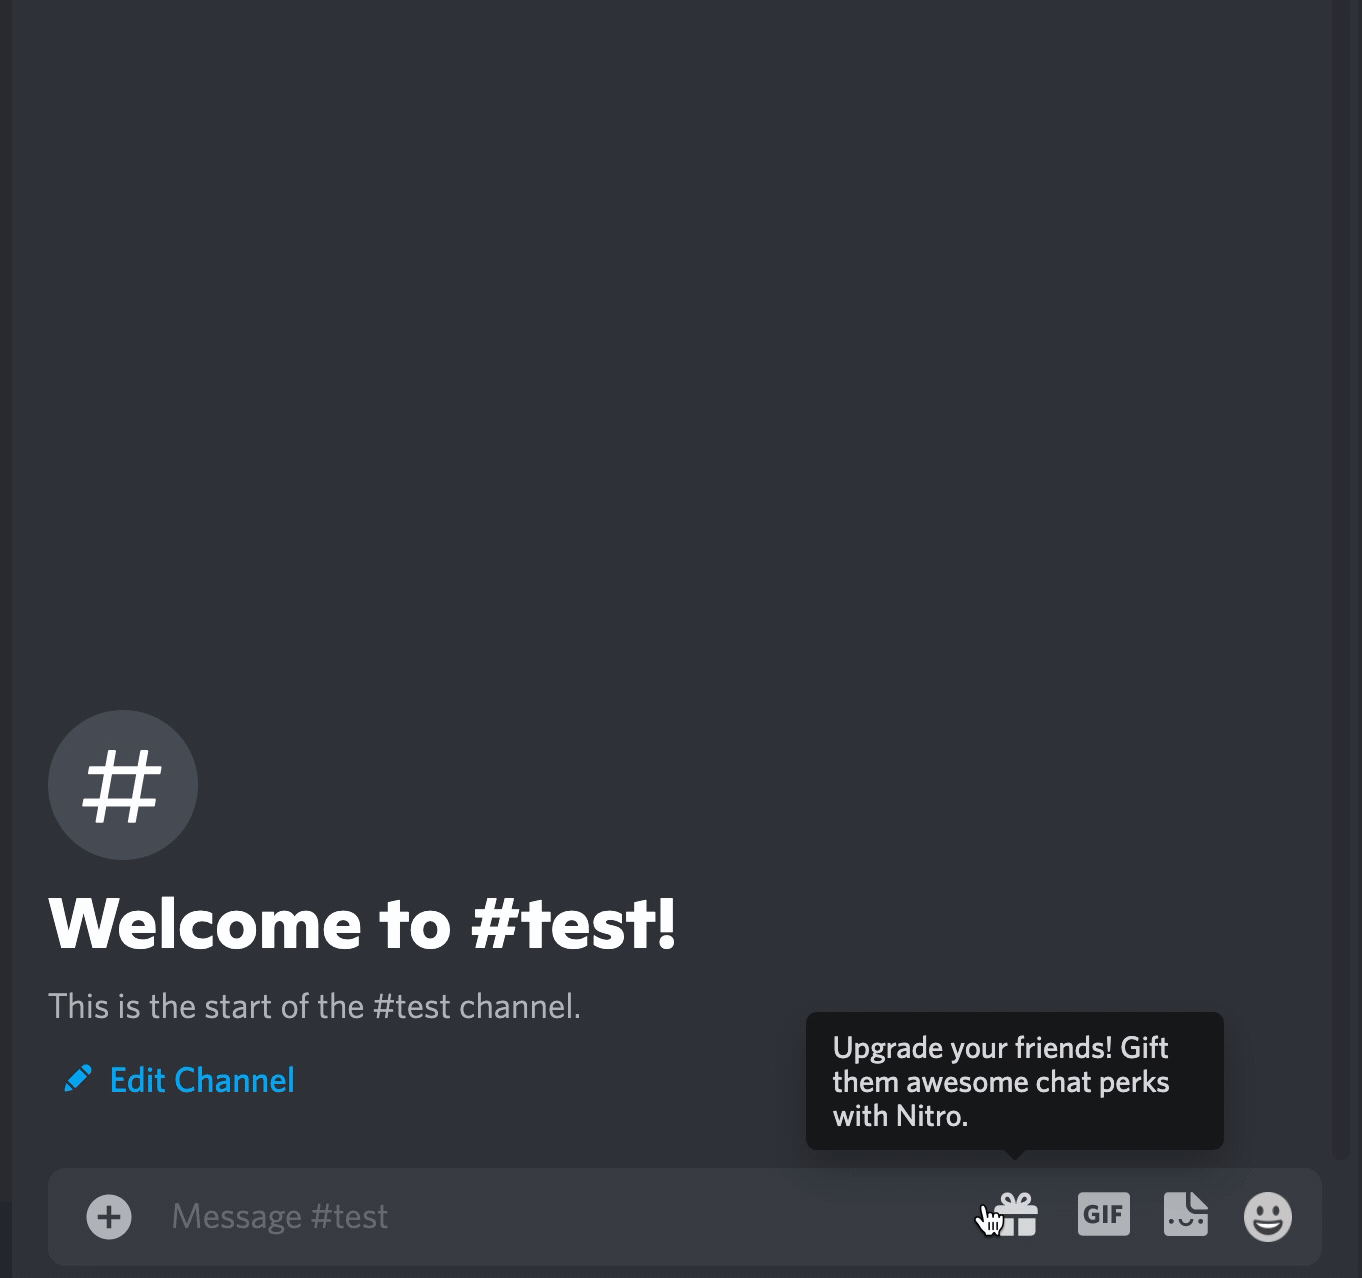 #
Welcome to #test!
This is the start of the #test channel.
Edit Channel
Upgrade your friends! Gift
them awesome chat perks
with Nitro.
Message #test
GIF